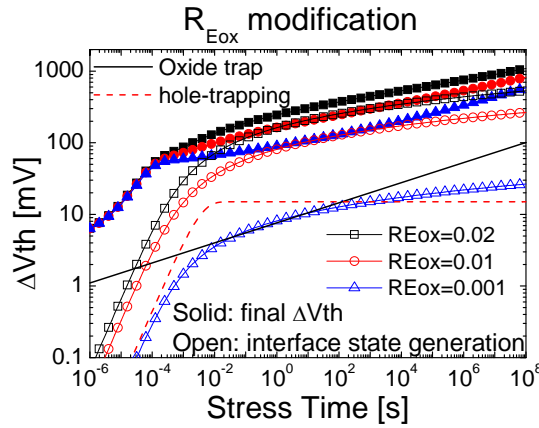 R_Eox modification
1000
100
10
1
0.1
ΔVth [mV]
Oxide trap
hole-trapping
REox=0.02
REox=0.01
REox=0.001
Solid: final ΔVth
Open: interface state generation
10^-6 10^-4 10^-2 10^0 10^2 10^4 10^6 10^8
Stress Time [s]